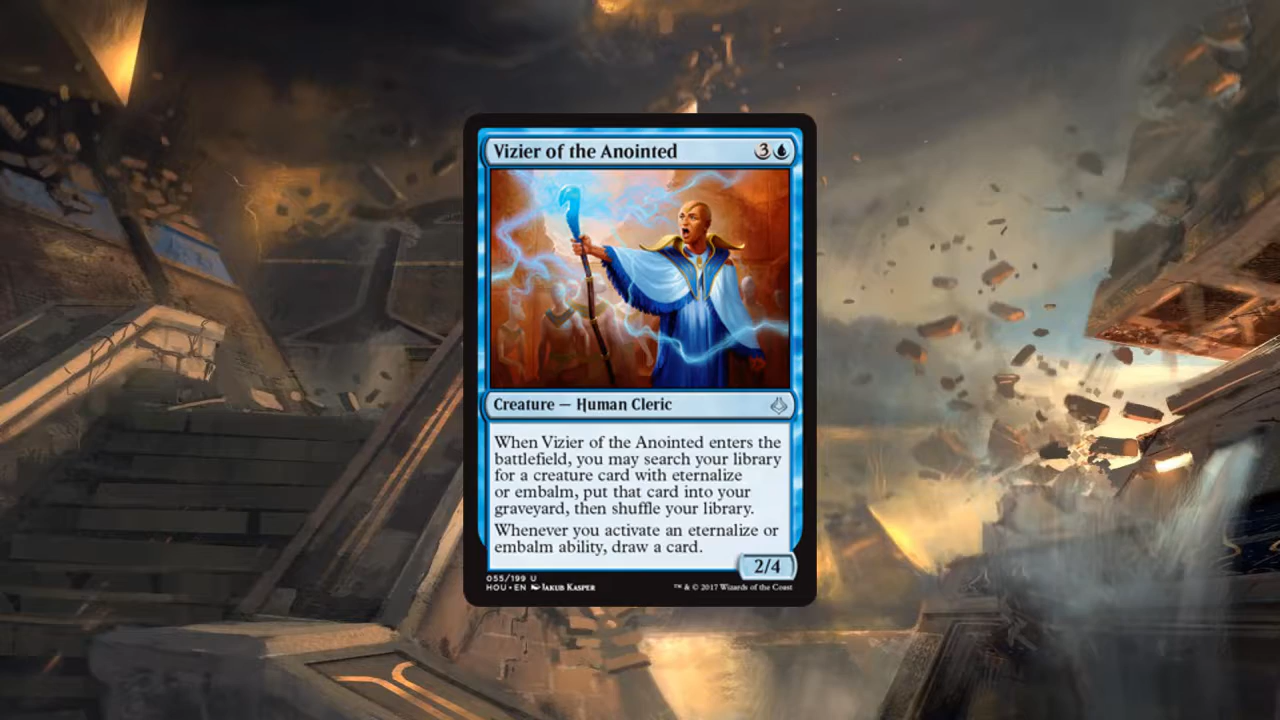 Vizier of the Anointed 3
Creature — Human Cleric
When Vizier of the Anointed enters the
battlefield, you may search your library
for a creature card with eternalize
or embalm, put that card into your
graveyard, then shuffle your library.
Whenever you activate an eternalize or
embalm ability, draw a card.
2/4
055/199 U
HOU • EN Jakub Kasper ™ & © 2017 Wizards of the Coast